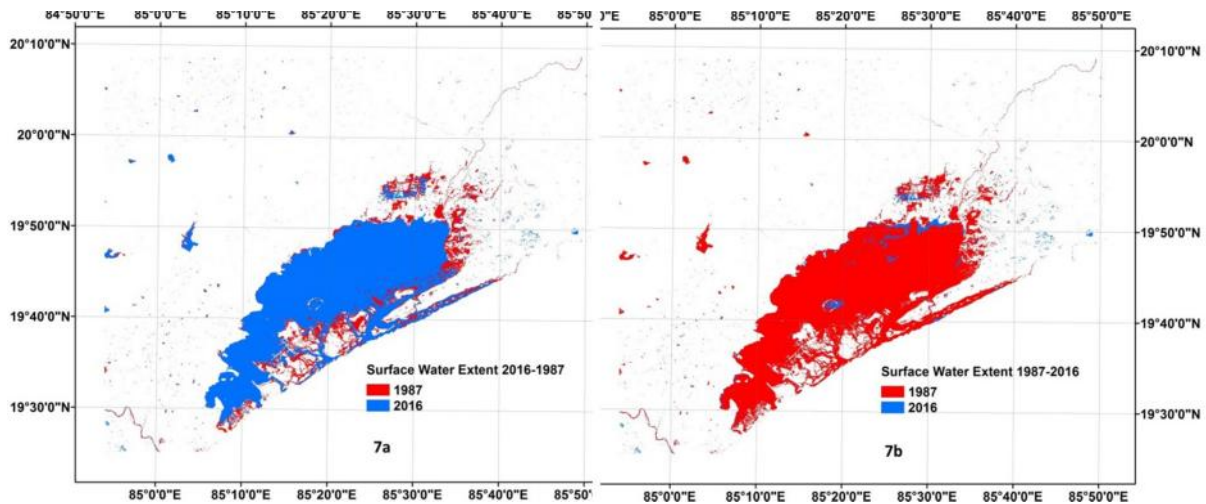 84°50'0"E 85°0'0"E 85°10'0"E 85°20'0"E 85°30'0"E 85°40'0"E 85°50'0"E
85°0'0"E 85°10'0"E 85°20'0"E 85°30'0"E 85°40'0"E 85°50'0"E
20°10'0"N
20°0'0"N
19°50'0"N
19°40'0"N
19°30'0"N
20°10'0"N
20°0'0"N
19°50'0"N
19°40'0"N
19°30'0"N
Surface Water Extent 2016-1987
1987
2016
7a
Surface Water Extent 1987-2016
1987
2016
7b
85°0'0"E 85°10'0"E 85°20'0"E 85°30'0"E 85°40'0"E 85°50'0"E
85°0'0"E 85°10'0"E 85°20'0"E 85°30'0"E 85°40'0"E 85°50'0"E